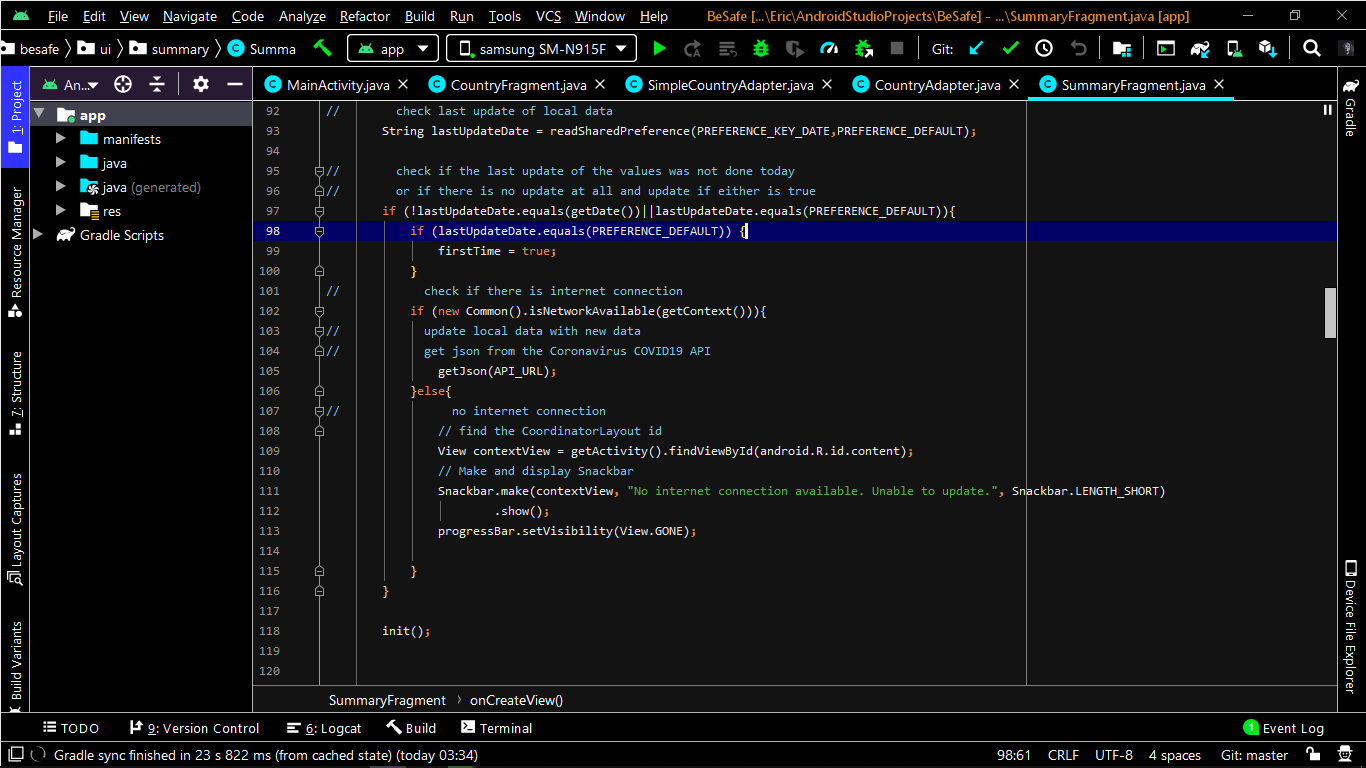 File Edit View Navigate Code Analyze Refactor Build Run Tools VCS Window Help BeSafe [...\Eric\AndroidStudioProjects\BeSafe] - ...\SummaryFragment.java [app]
besafe ui summary Summa app samsung SM-N915F Git:
An... MainActivity.java CountryFragment.java SimpleCountryAdapter.java CountryAdapter.java SummaryFragment.java
1: Project
Resource Manager
7: Structure
Layout Captures
Build Variants
app
manifests
java
java (generated)
res
Gradle Scripts
92 // check last update of local data
93 String lastUpdateDate = readSharedPreference(PREFERENCE_KEY_DATE,PREFERENCE_DEFAULT);
94
95 // check if the last update of the values was not done today
96 // or if there is no update at all and update if either is true
97 if (!lastUpdateDate.equals(getDate())||lastUpdateDate.equals(PREFERENCE_DEFAULT)){
98 if (lastUpdateDate.equals(PREFERENCE_DEFAULT)) {
99 firstTime = true;
100 }
101 // check if there is internet connection
102 if (new Common().isNetworkAvailable(getContext())){
103 // update local data with new data
104 // get json from the Coronavirus COVID19 API
105 getJson(API_URL);
106 }else{
107 // no internet connection
108 // find the CoordinatorLayout id
109 View contextView = getActivity().findViewById(android.R.id.content);
110 // Make and display Snackbar
111 Snackbar.make(contextView, "No internet connection available. Unable to update.", Snackbar.LENGTH_SHORT)
112 .show();
113 progressBar.setVisibility(View.GONE);
114
115 }
116 }
117
118 init();
119
120
Gradle
Device File Explorer
SummaryFragment › onCreateView()
TODO 9: Version Control 6: Logcat Build Terminal 1 Event Log
Gradle sync finished in 23 s 822 ms (from cached state) (today 03:34) 98:61 CRLF UTF-8 4 spaces Git: master